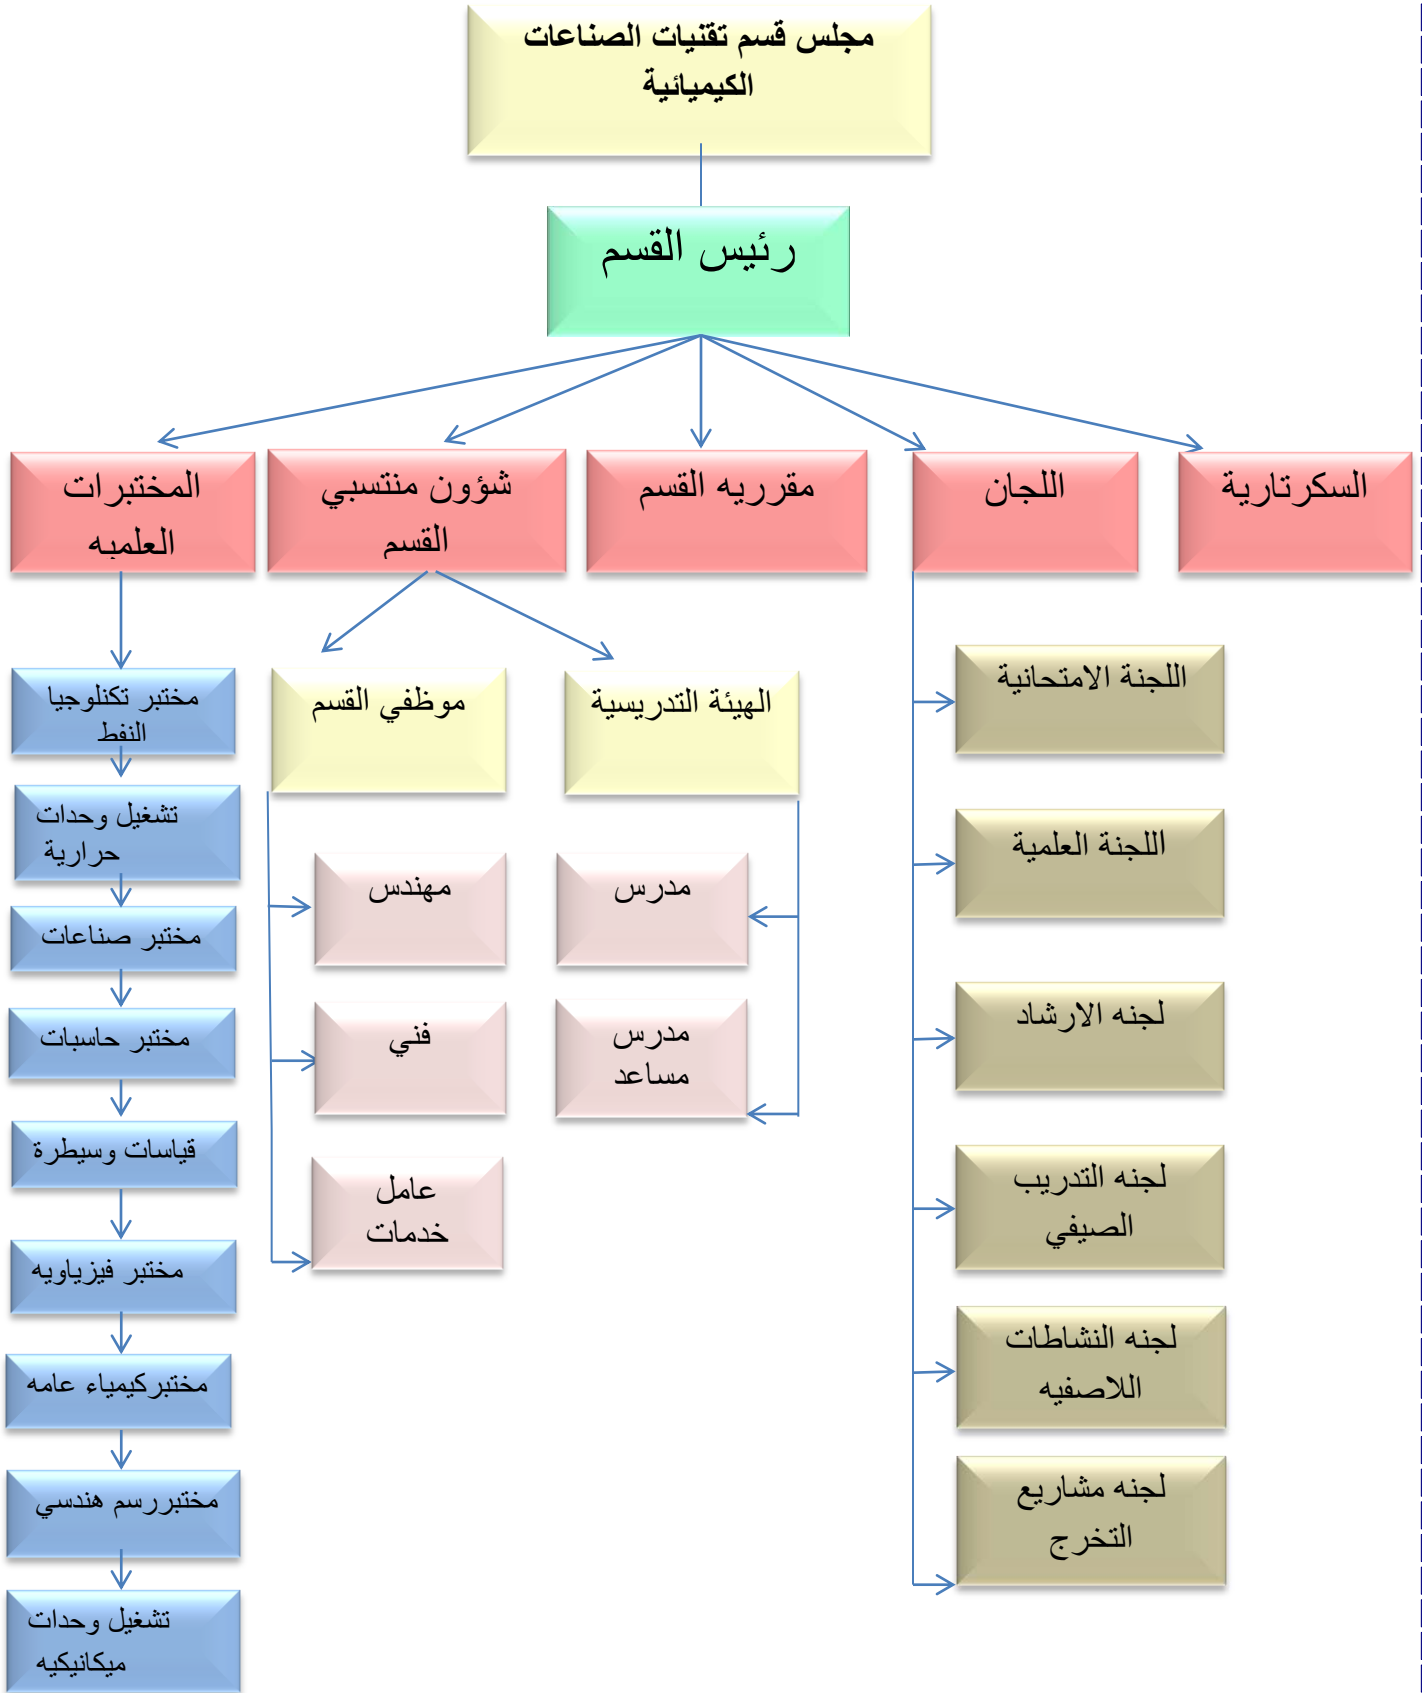 مجلس قسم تقنيات الصناعات
الكيميائية
رئيس القسم
السكرتارية
اللجان
مقرريه القسم
شؤون منتسبي
القسم
المختبرات
العلميه
اللجنة الامتحانية
اللجنة العلمية
لجنه الارشاد
لجنه التدريب
الصيفي
لجنه النشاطات
اللاصفيه
لجنه مشاريع
التخرج
الهيئة التدريسية
مدرس
مدرس
مساعد
موظفي القسم
مهندس
فني
عامل
خدمات
مختبر تكنلوجيا
النفط
تشغيل وحدات
حرارية
مختبر صناعات
مختبر حاسبات
قياسات وسيطرة
مختبر فيزياويه
مختبركيمياء عامه
مختبررسم هندسي
تشغيل وحدات
ميكانيكيه